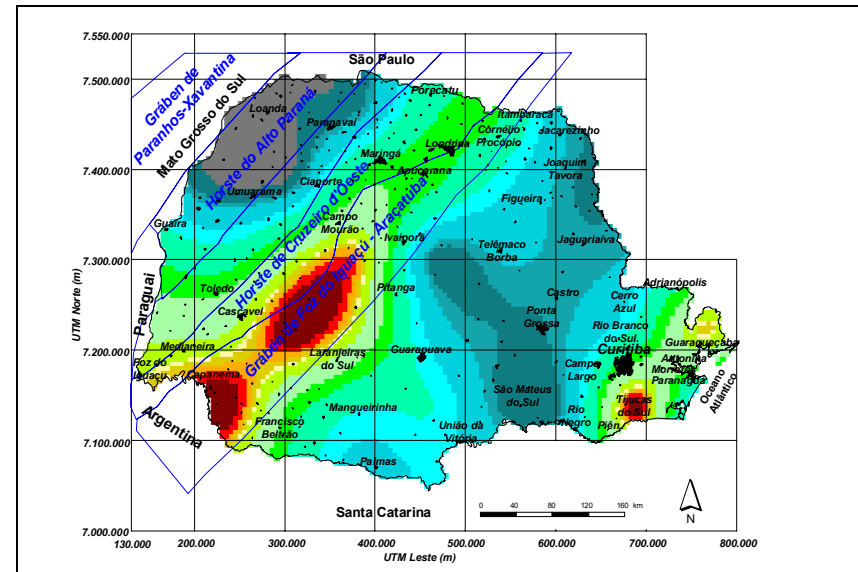 7.550.000
São Paulo
7.500.000
Gráben de
Paranhos-Xavantina
Mato Grosso do Sul
Loanda
Porecatu
Paranavaí
Itambaracá
Horste do Alto Paraná
Maringá
Londrina
Cornélio
Procópio
Jacarezinho
7.400.000
Cianorte
Apucarana
Joaquim
Tavora
Umuarama
Figueira
Guaíra
Campo
Mourão
Horste de Cruzeiro d'Oeste
Ivaiporã
Telêmaco
Borba
Jaguariaiva
7.300.000
Paraguai
Toledo
Pitanga
Castro
Adrianópolis
Cascavel
Gráben de Foz do Iguaçú - Araçatuba
Cerro
Azul
Ponta
Grossa
Rio Branco
do Sul
Guaraqueçaba
7.200.000
Medianeira
Laranjeiras
do Sul
Guarapuava
Curitiba
Antonina
Foz do
Iguaçu
Capanema
Campo
Largo
Paranaguá
São Mateus
do Sul
Tijucas
do Sul
Oceano
Atlântico
Argentina
Francisco
Beltrão
Mangueirinha
União da
Vitória
Rio
Negro
Piên
7.100.000
Palmas
Santa Catarina
0 40 80 120 160 km
N
7.000.000
130.000 200.000 300.000 400.000 500.000 600.000 700.000 800.000
UTM Leste (m)
UTM Norte (m)